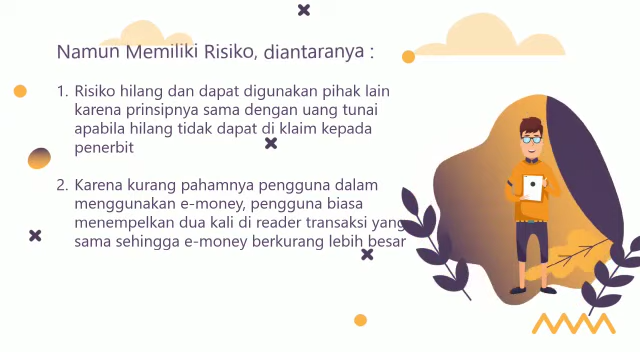 Namun Memiliki Risiko, diantaranya :
1. Risiko hilang dan dapat digunakan pihak lain
karena prinsipnya sama dengan uang tunai
apabila hilang tidak dapat di klaim kepada
penerbit
2. Karena kurang pahamnya pengguna dalam
menggunakan e-money, pengguna biasa
menempelkan dua kali di reader transaksi yang
sama sehingga e-money berkurang lebih besar